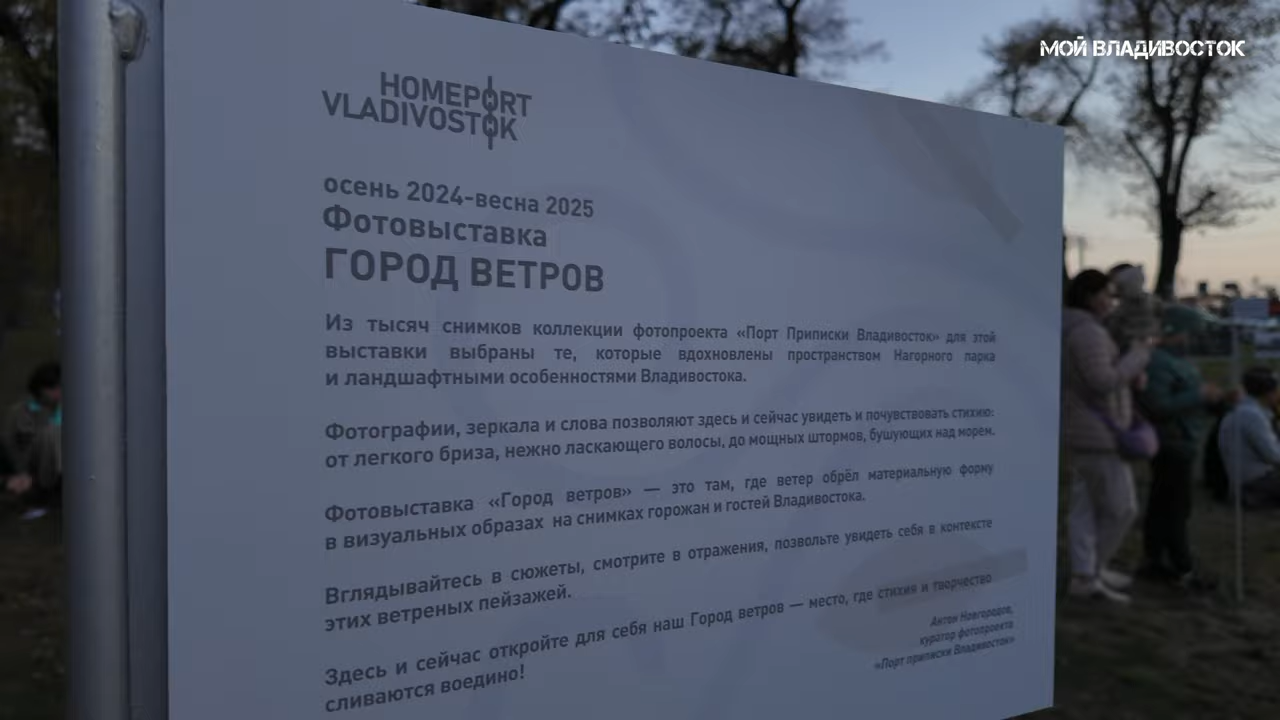 МОЙ ВЛАДИВОСТОК
HOMEPORT
VLADIVOSTOK
осень 2024-весна 2025
Фотовыставка
ГОРОД ВЕТРОВ
Из тысяч снимков коллекции фотопроекта «Порт Приписки Владивосток» для этой
выставки выбраны те, которые вдохновлены пространством Нагорного парка
и ландшафтными особенностями Владивостока.
Фотографии, зеркала и слова позволяют здесь и сейчас увидеть и почувствовать стихию:
от легкого бриза, нежно ласкающего волосы, до мощных штормов, бушующих над морем.
Фотовыставка «Город ветров» — это там, где ветер обрёл материальную форму
в визуальных образах на снимках горожан и гостей Владивостока.
Вглядывайтесь в сюжеты, смотрите в отражения, позвольте увидеть себя в контексте
этих ветреных пейзажей.
Здесь и сейчас откройте для себя наш Город ветров — место, где стихия и творчество
сливаются воедино!
Антон Новгородов,
куратор фотопроекта
«Порт приписки Владивосток»